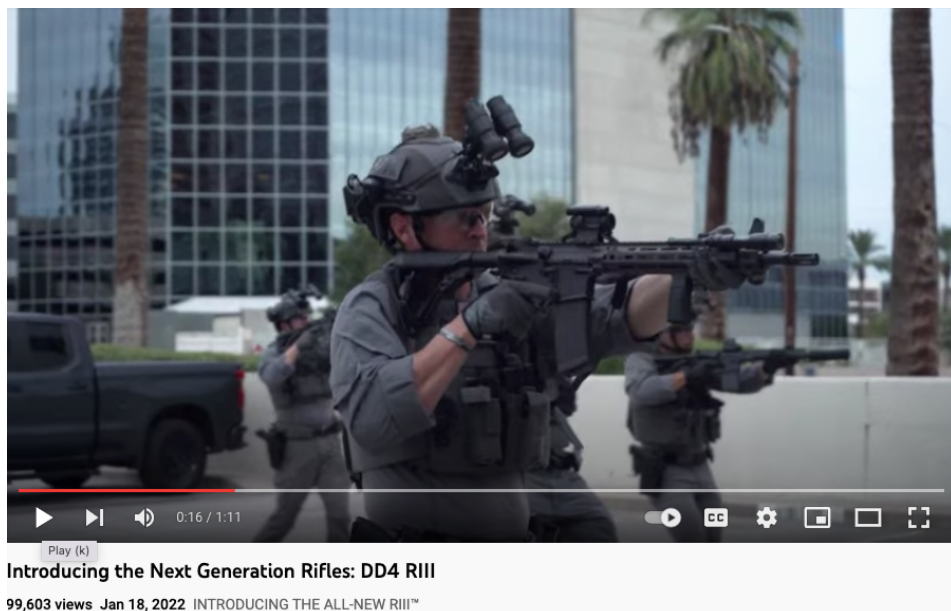 0:16 / 1:11
CC
Play (k)
Introducing the Next Generation Rifles: DD4 RIII
99,603 views Jan 18, 2022 INTRODUCING THE ALL-NEW RIII™